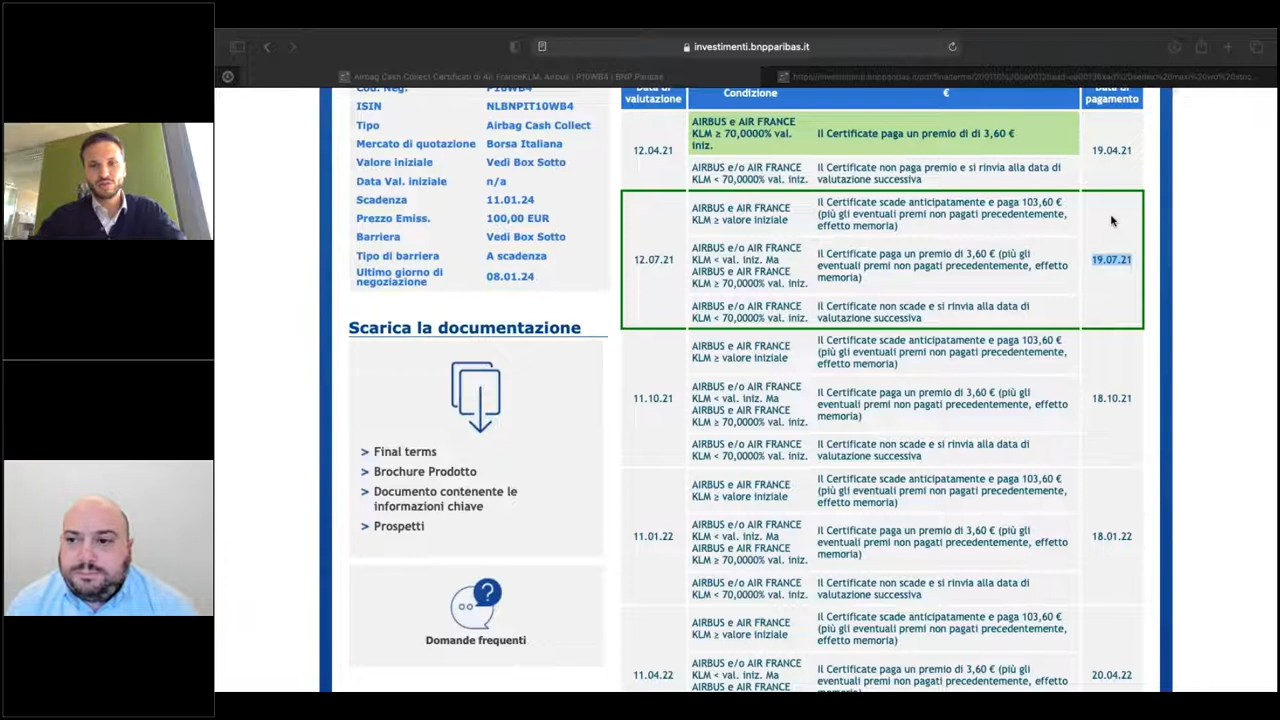 investimenti.bnpparibas.it
Airbag Cash Collect Certificati di Air FranceKLM, Airbus | P10WB4 | BNP Paribas
Cod. Neg. P10WB4
ISIN NLBNPIT10WB4
Tipo Airbag Cash Collect
Mercato di quotazione Borsa Italiana
Valore iniziale Vedi Box Sotto
Data Val. iniziale n/a
Scadenza 11.01.24
Prezzo Emiss. 100,00 EUR
Barriera Vedi Box Sotto
Tipo di barriera A scadenza
Ultimo giorno di
negoziazione 08.01.24
Scarica la documentazione
> Final terms
> Brochure Prodotto
> Documento contenente le
informazioni chiave
> Prospetti
?
Domande frequenti
Data di
valutazione
Condizione
€
Data di
pagamento
12.04.21
AIRBUS e AIR FRANCE
KLM ≥ 70,0000% val.
iniz.
Il Certificate paga un premio di di 3,60 €
19.04.21
AIRBUS e/o AIR FRANCE
KLM < 70,0000% val. iniz.
Il Certificate non paga premio e si rinvia alla data di
valutazione successiva
12.07.21
AIRBUS e AIR FRANCE
KLM ≥ valore iniziale
Il Certificate scade anticipatamente e paga 103,60 €
(più gli eventuali premi non pagati precedentemente,
effetto memoria)
AIRBUS e/o AIR FRANCE
KLM < val. iniz. Ma
AIRBUS e AIR FRANCE
KLM ≥ 70,0000% val. iniz.
Il Certificate paga un premio di 3,60 € (più gli
eventuali premi non pagati precedentemente, effetto
memoria)
19.07.21
AIRBUS e/o AIR FRANCE
KLM < 70,0000% val. iniz.
Il Certificate non scade e si rinvia alla data di
valutazione successiva
11.10.21
AIRBUS e AIR FRANCE
KLM ≥ valore iniziale
Il Certificate scade anticipatamente e paga 103,60 €
(più gli eventuali premi non pagati precedentemente,
effetto memoria)
AIRBUS e/o AIR FRANCE
KLM < val. iniz. Ma
AIRBUS e AIR FRANCE
KLM ≥ 70,0000% val. iniz.
Il Certificate paga un premio di 3,60 € (più gli
eventuali premi non pagati precedentemente, effetto
memoria)
18.10.21
AIRBUS e/o AIR FRANCE
KLM < 70,0000% val. iniz.
Il Certificate non scade e si rinvia alla data di
valutazione successiva
11.01.22
AIRBUS e AIR FRANCE
KLM ≥ valore iniziale
Il Certificate scade anticipatamente e paga 103,60 €
(più gli eventuali premi non pagati precedentemente,
effetto memoria)
AIRBUS e/o AIR FRANCE
KLM < val. iniz. Ma
AIRBUS e AIR FRANCE
KLM ≥ 70,0000% val. iniz.
Il Certificate paga un premio di 3,60 € (più gli
eventuali premi non pagati precedentemente, effetto
memoria)
18.01.22
AIRBUS e/o AIR FRANCE
KLM < 70,0000% val. iniz.
Il Certificate non scade e si rinvia alla data di
valutazione successiva
11.04.22
AIRBUS e AIR FRANCE
KLM ≥ valore iniziale
Il Certificate scade anticipatamente e paga 103,60 €
(più gli eventuali premi non pagati precedentemente,
effetto memoria)
AIRBUS e/o AIR FRANCE
KLM < val. iniz. Ma
AIRBUS e AIR FRANCE
Il Certificate paga un premio di 3,60 € (più gli
eventuali premi non pagati precedentemente, effetto
20.04.22